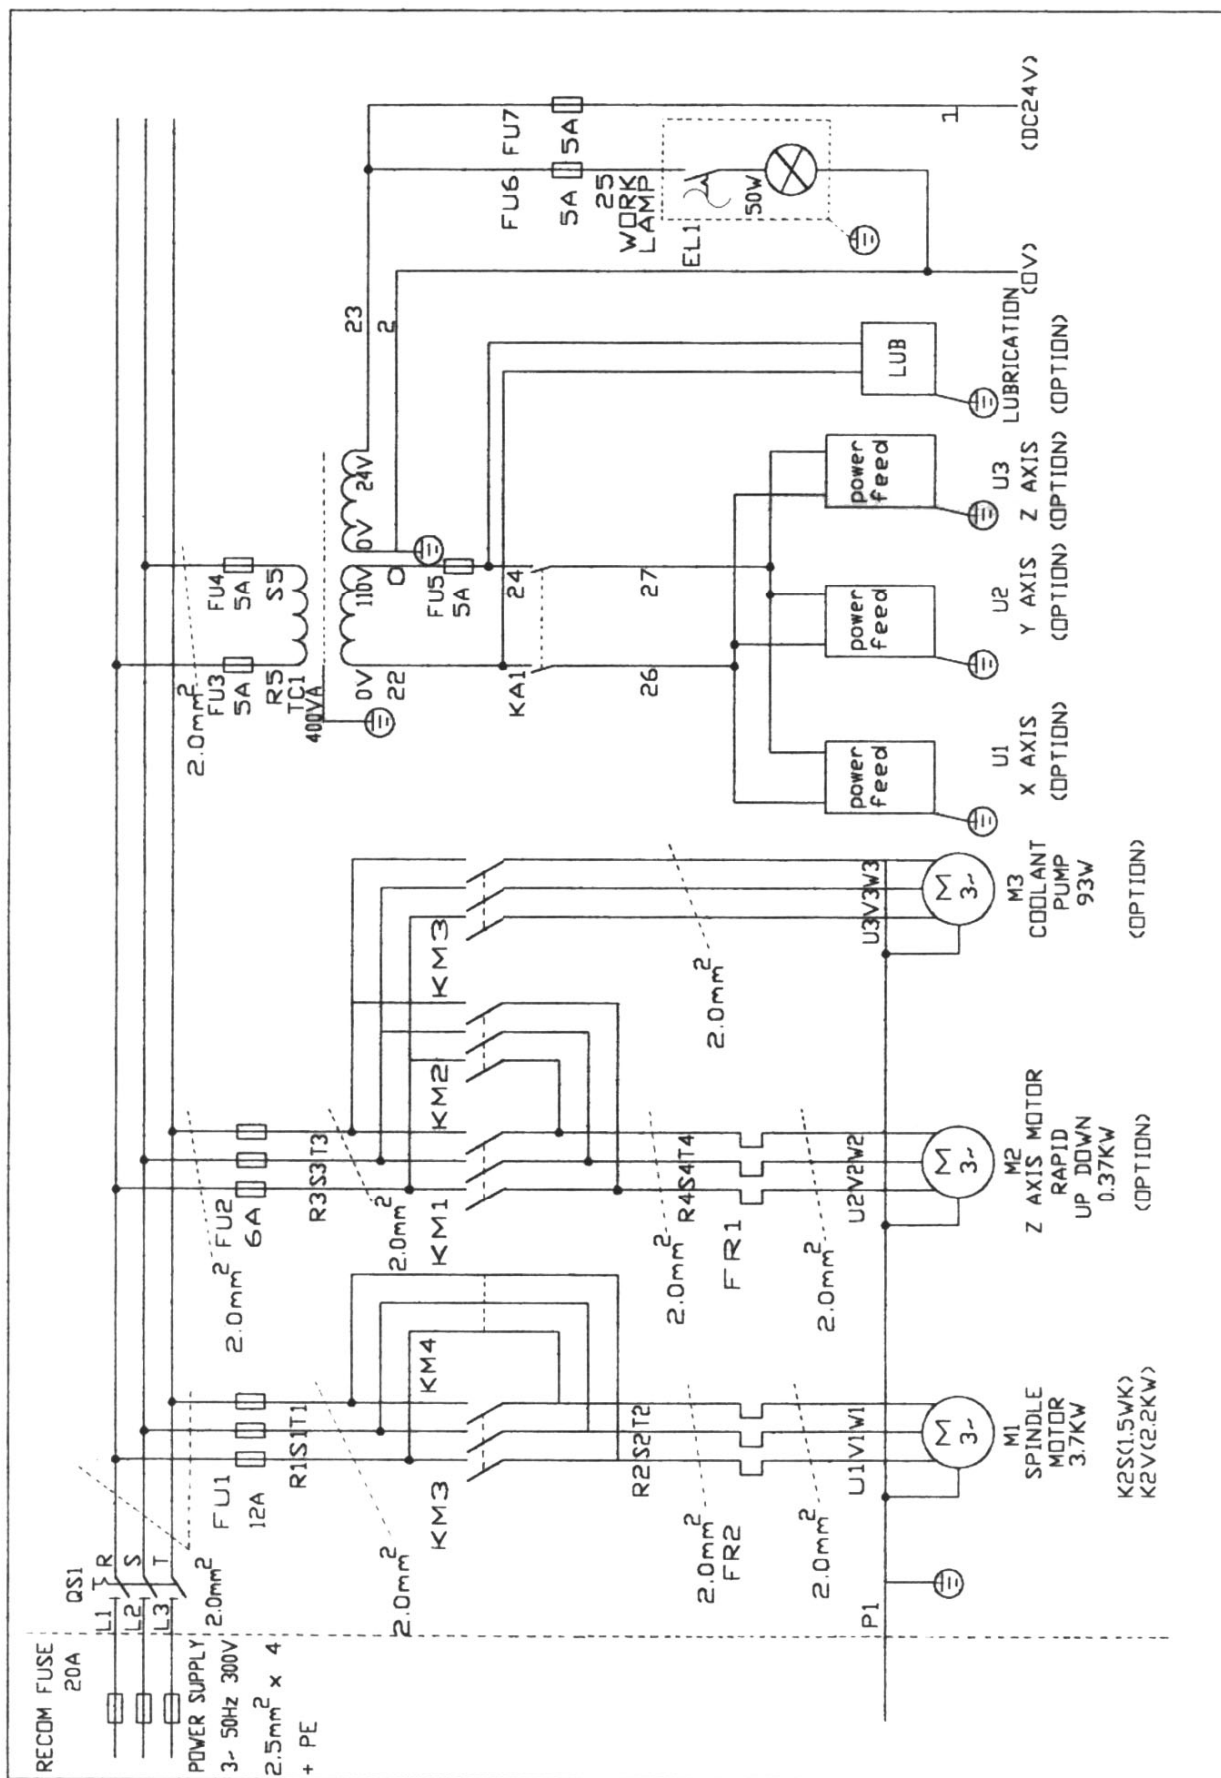 RECOM FUSE
20A
POWER SUPPLY
3~ 50Hz 300V
2.5mm² × 4
+ PE
QS1
L1
L2
L3
R
S
T
2.0mm²
FU1
12A
R1S1T1
2.0mm²
KM3
KM4
R2S2T2
2.0mm²
FR2
2.0mm²
U1V1W1
P1
M
3~
M1
SPINDLE
MOTOR
3.7KW
K2S(1.5WK)
K2V(2.2KW)
2.0mm²
FU2
6A
R3S3T3
2.0mm²
KM1
KM2
R4S4T4
2.0mm²
FR1
2.0mm²
U2V2W2
M
3~
M2
Z AXIS MOTOR
RAPID
UP DOWN
0.37KW
(OPTION)
KM3
2.0mm²
U3V3W3
M
3~
M3
COOLANT
PUMP
93W
(OPTION)
2.0mm²
FU3
5A
FU4
5A
R5
S5
TC1
400VA
0V
110V
0V
24V
22
0
FU5
5A
KA1
24
26
27
power
feed
U1
X AXIS
(OPTION)
power
feed
U2
Y AXIS
(OPTION)
power
feed
U3
Z AXIS
(OPTION)
LUB
LUBRICATION
(OPTION)
23
2
(0V)
FU6
5A
25
WORK
LAMP
EL1
50W
FU7
5A
1
(DC24V)